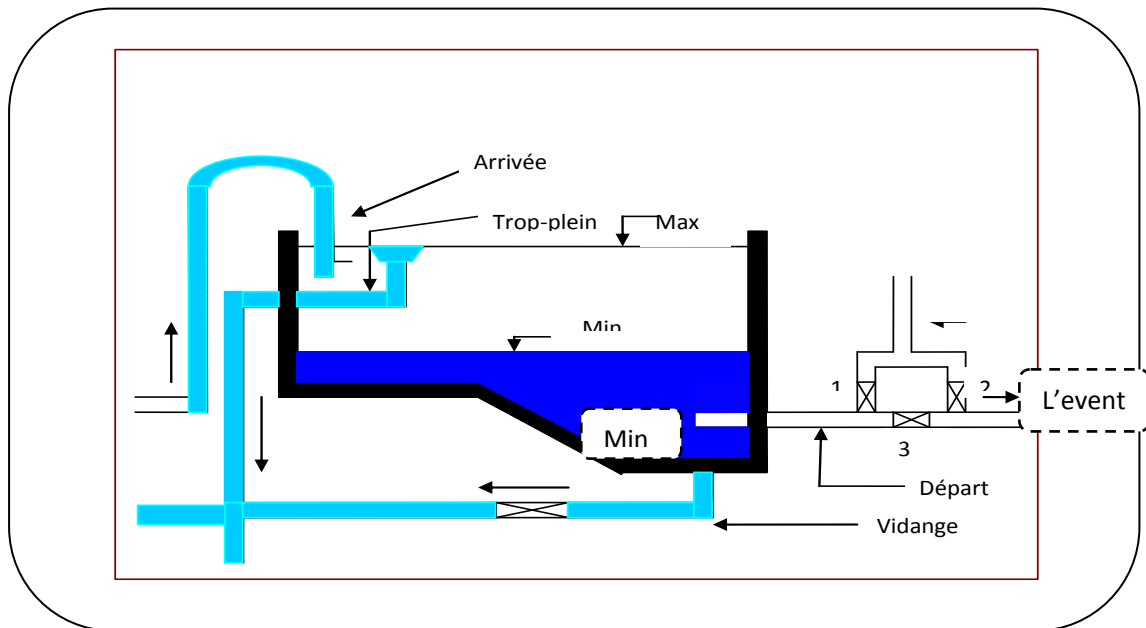 Arrivée
Trop-plein
Max
Min
1
2
L'event
Min
3
Départ
Vidange